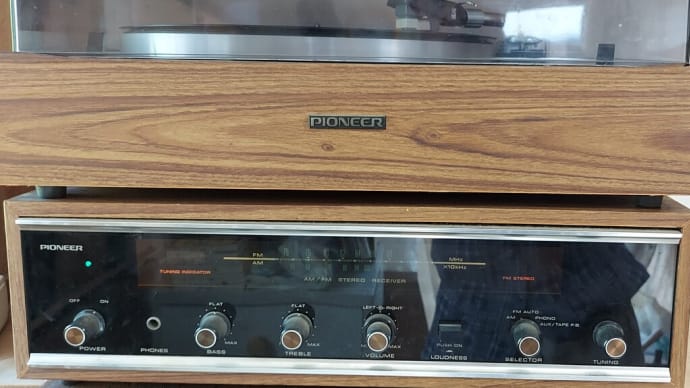 PIONEER
PIONEER
FM MHz
AM X10kHz
TUNING INDICATOR
AM/FM STEREO RECEIVER
FM STEREO
OFF ON
POWER
PHONES
FLAT
MAX
BASS
FLAT
MAX
TREBLE
LEFT RIGHT
MAX
VOLUME
PUSH ON
LOUDNESS
FM AUTO
AM PHONO
AUX/TAPE P.B
SELECTOR
TUNING